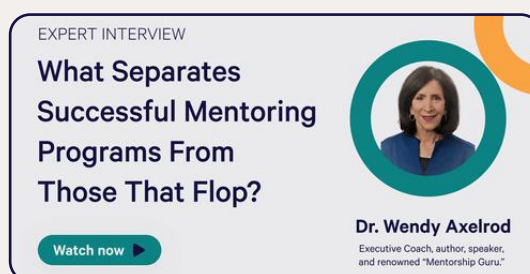 EXPERT INTERVIEW
What Separates
Successful Mentoring
Programs From
Those That Flop?
Watch now
Dr. Wendy Axelrod
Executive Coach, author, speaker,
and renowned “Mentorship Guru.”